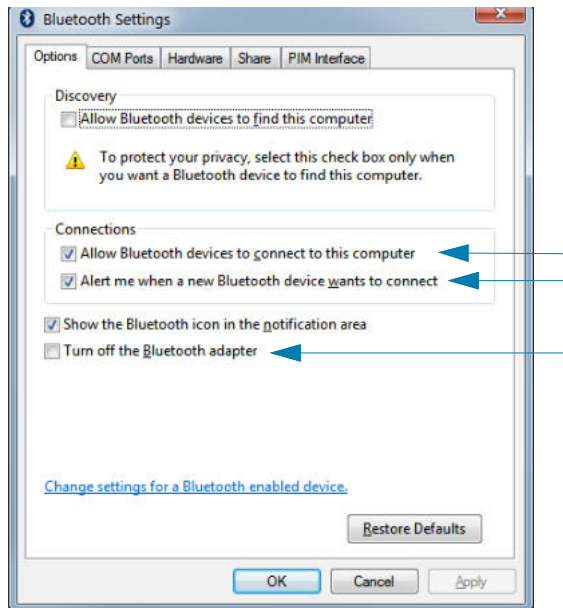 Bluetooth Settings
Options COM Ports Hardware Share PIM Interface
Discovery
Allow Bluetooth devices to find this computer
To protect your privacy, select this check box only when
you want a Bluetooth device to find this computer.
Connections
Allow Bluetooth devices to connect to this computer
Alert me when a new Bluetooth device wants to connect
Show the Bluetooth icon in the notification area
Turn off the Bluetooth adapter
Change settings for a Bluetooth enabled device.
Restore Defaults
OK Cancel Apply